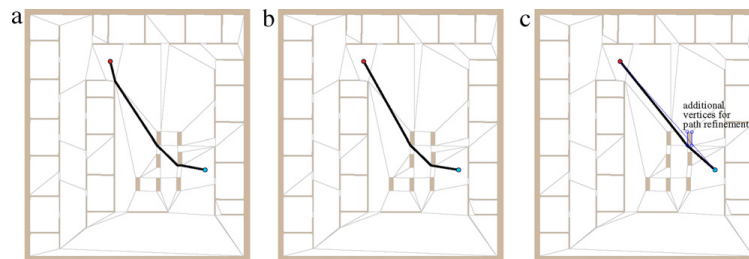 a
b
c
additional
vertices for
path refinement